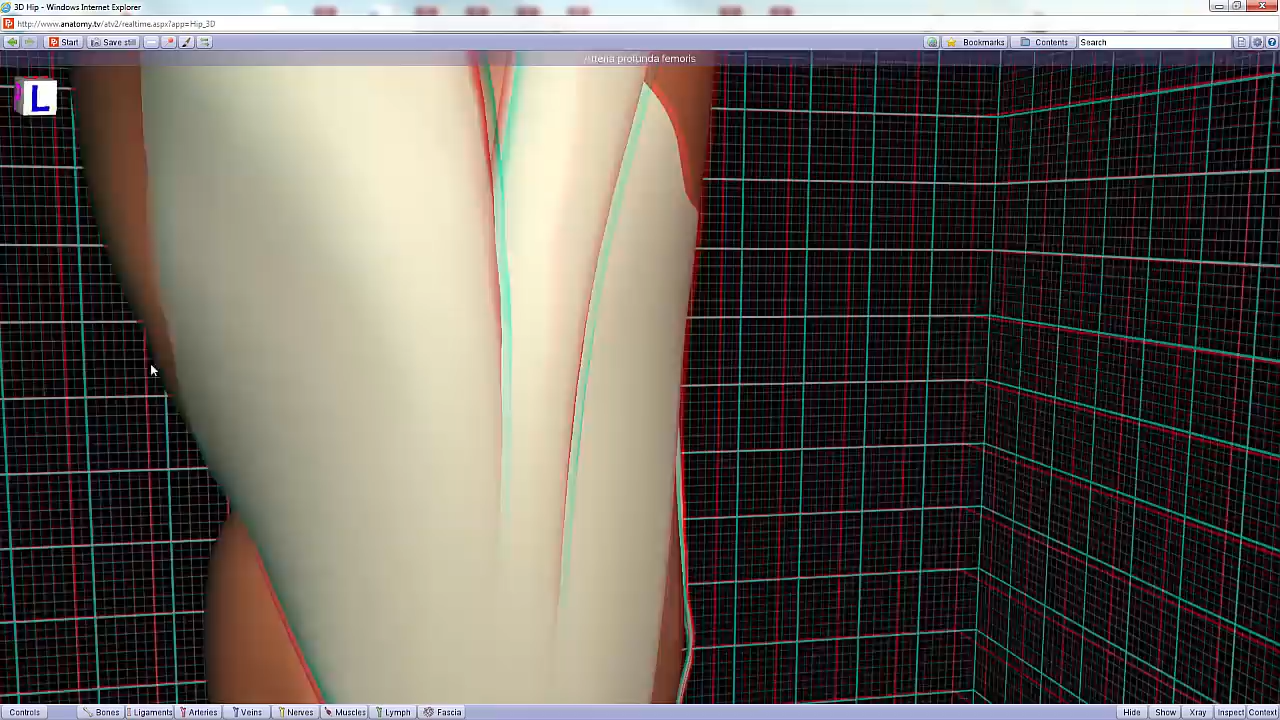 3D Hip - Windows Internet Explorer
http://www.anatomy.tv/atv2/realtime.aspx?app=Hip_3D
Start Save still Bookmarks Contents Search
Arteria profunda femoris
L
Controls Bones Ligaments Arteries Veins Nerves Muscles Lymph Fascia Hide Show Xray Inspect Context